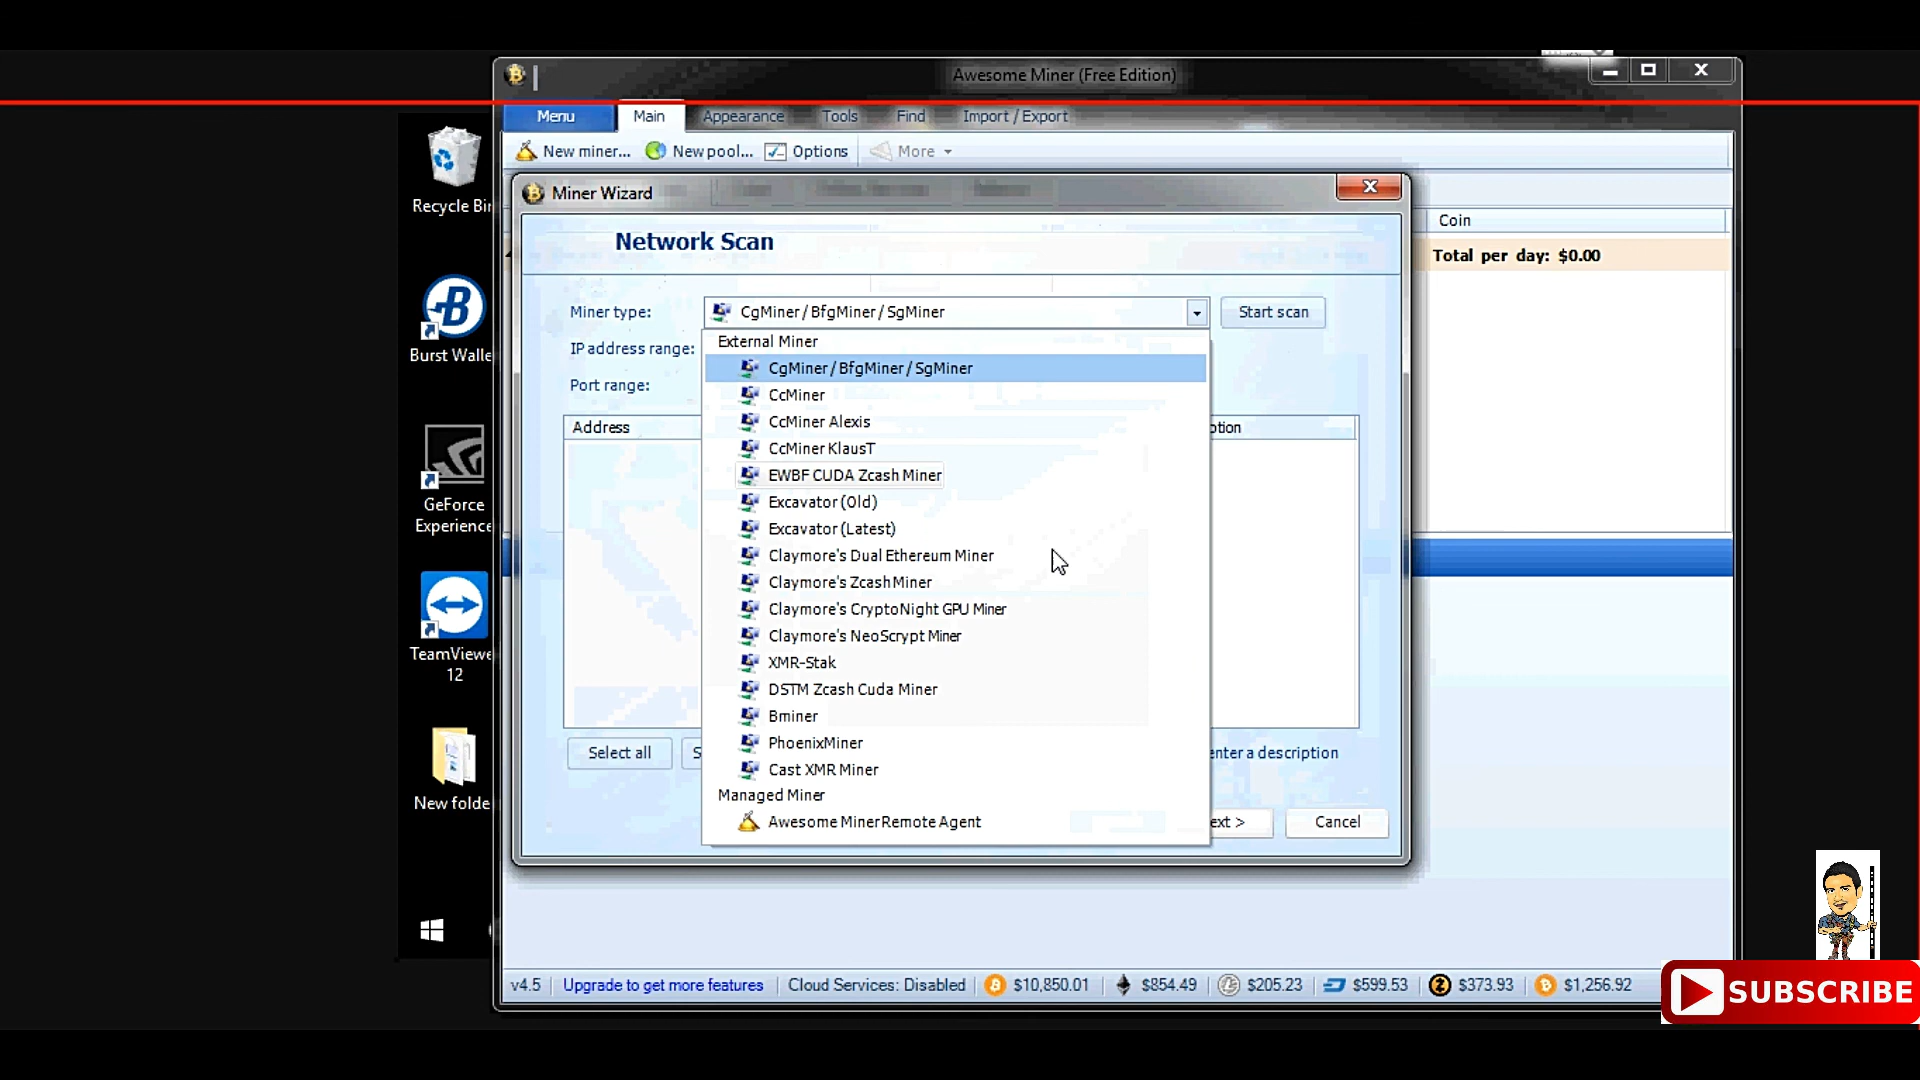 Awesome Miner (Free Edition)
Menu
Main
Appearance
Tools
Find
Import / Export
New miner...
New pool...
Options
More
Recycle Bin
Burst Walle
GeForce
Experience
TeamViewe
12
New folde
Miner Wizard
Network Scan
Miner type:
CgMiner / BfgMiner / SgMiner
Start scan
IP address range:
Port range:
Address
External Miner
CgMiner / BfgMiner / SgMiner
CcMiner
CcMiner Alexis
CcMiner KlausT
EWBF CUDA Zcash Miner
Excavator (Old)
Excavator (Latest)
Claymore's Dual Ethereum Miner
Claymore's Zcash Miner
Claymore's CryptoNight GPU Miner
Claymore's NeoScrypt Miner
XMR-Stak
DSTM Zcash Cuda Miner
Bminer
PhoenixMiner
Cast XMR Miner
Managed Miner
Awesome Miner Remote Agent
ption
Select all
S
enter a description
ext >
Cancel
Coin
Total per day: $0.00
v4.5
Upgrade to get more features
Cloud Services: Disabled
$10,850.01
$854.49
$205.23
$599.53
$373.93
$1,256.92
SUBSCRIBE